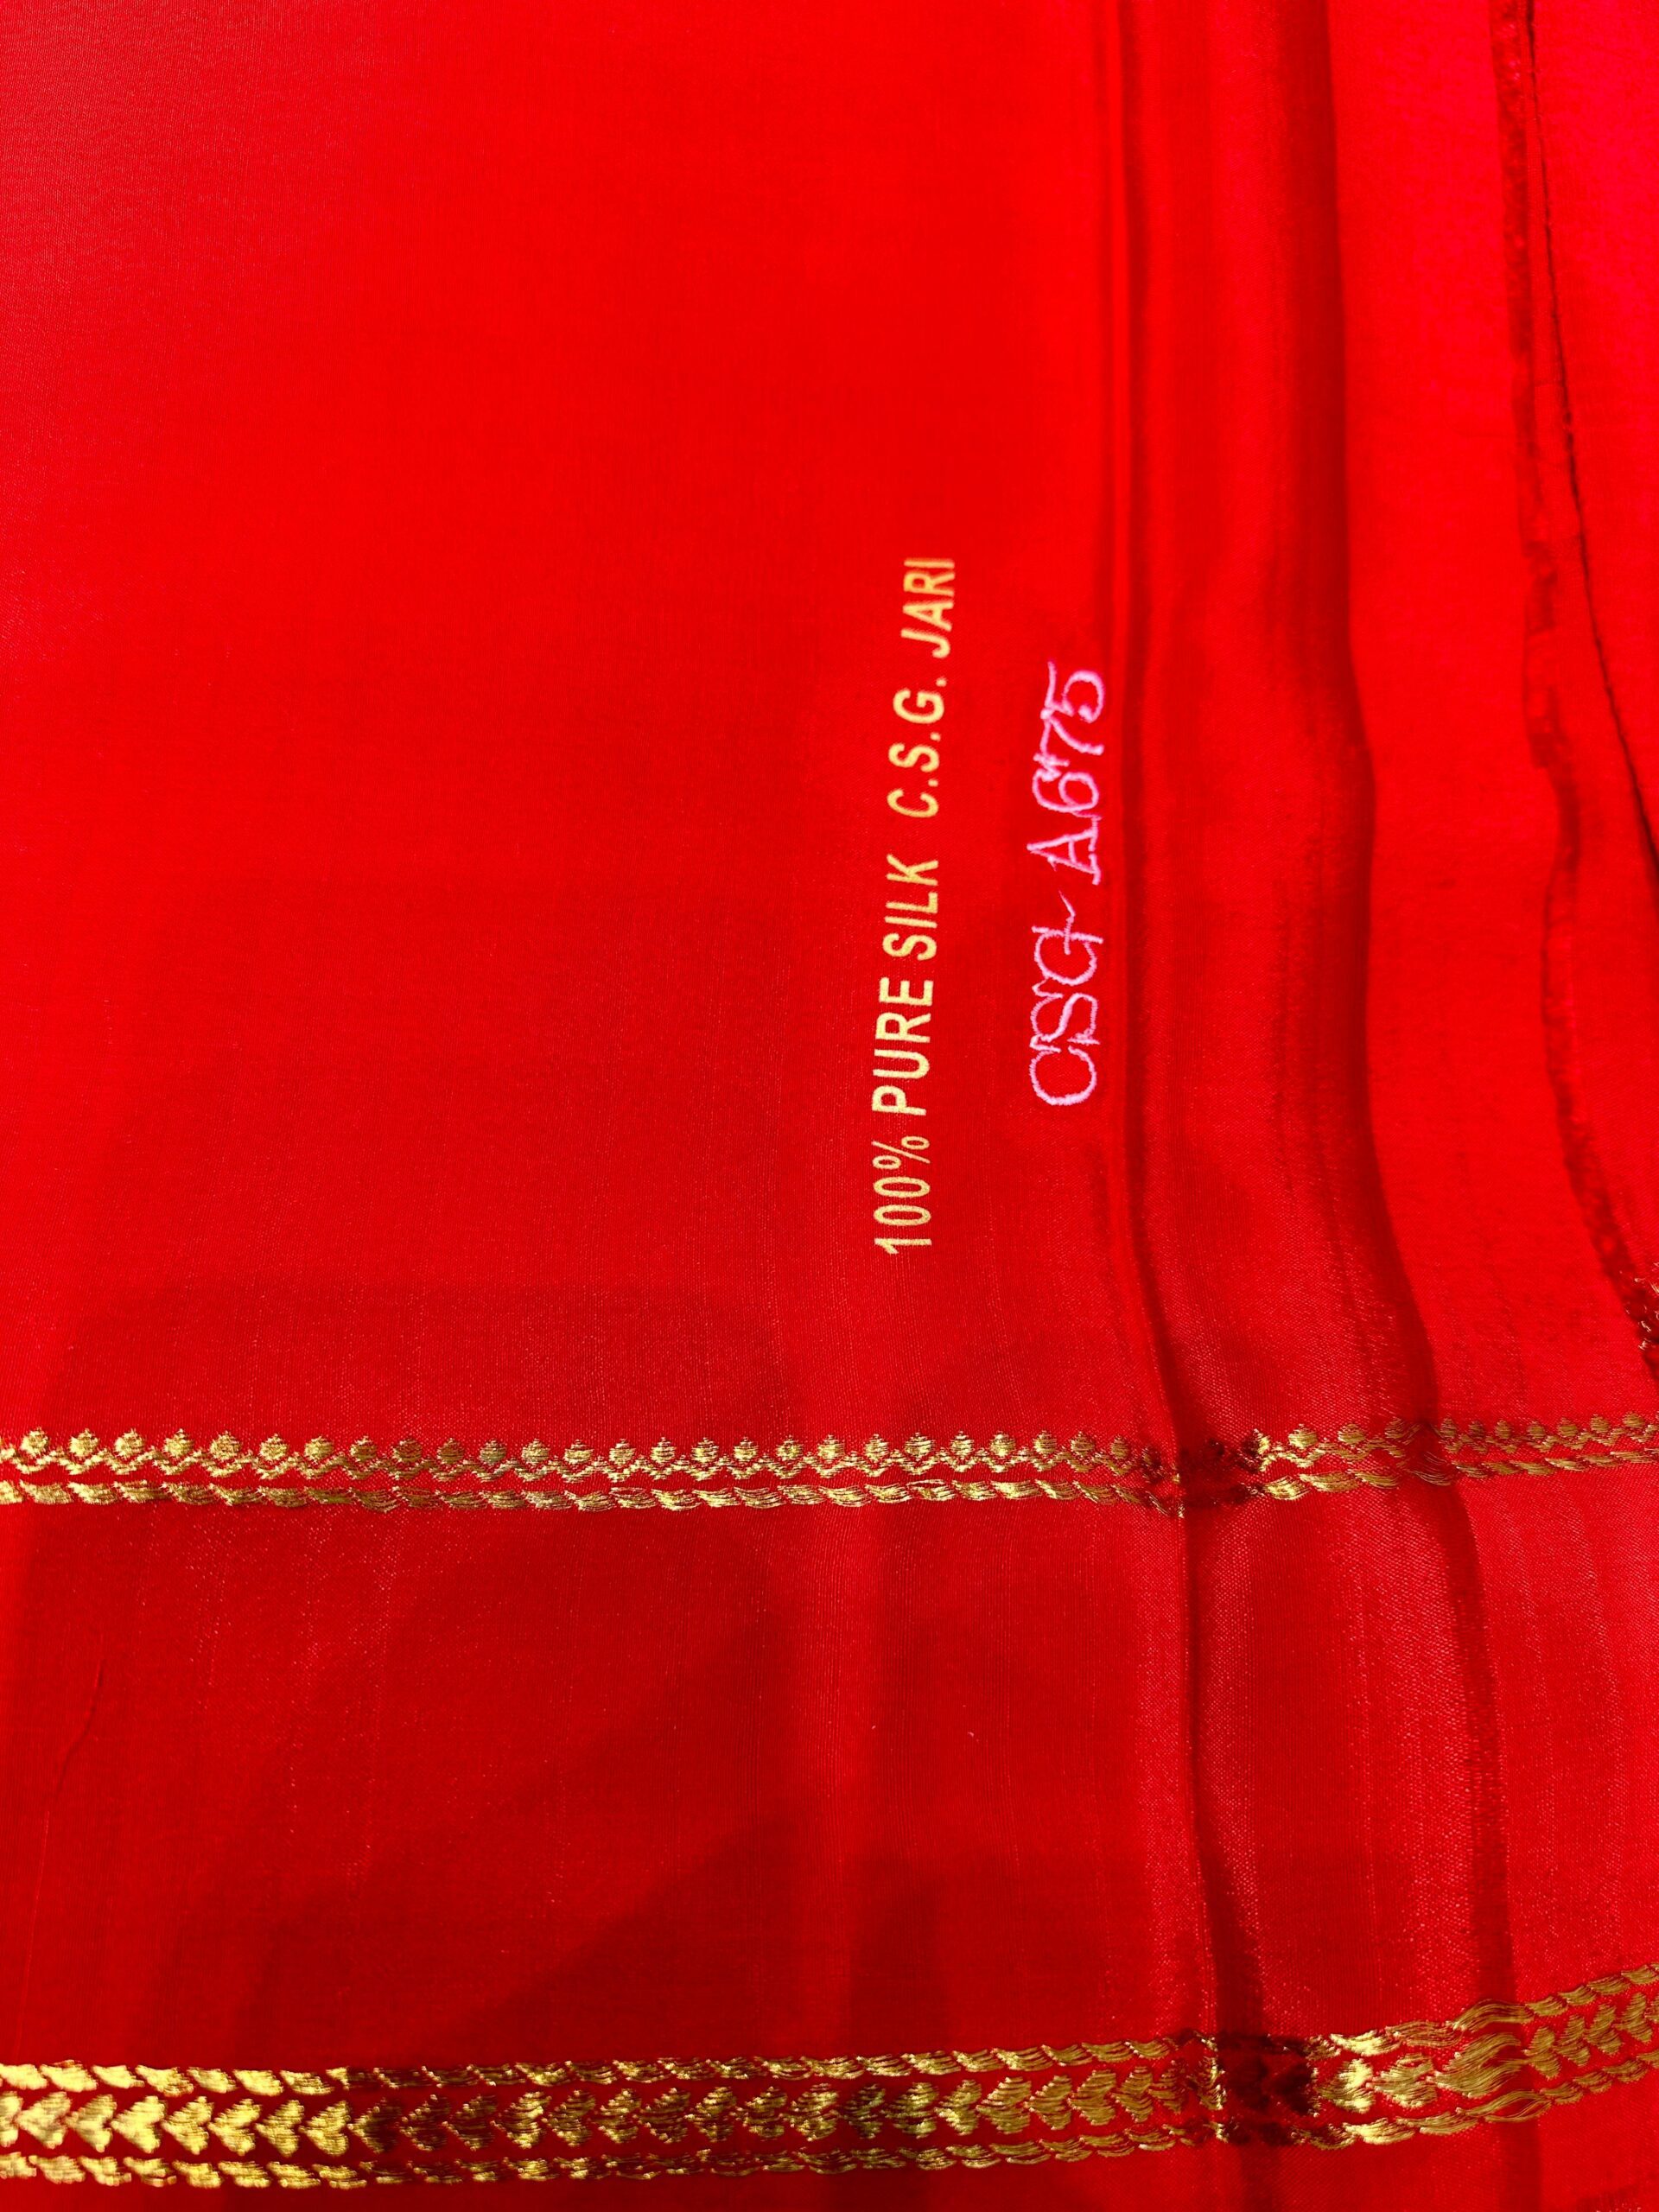 100% PURE SILK C.S.G. JARI
CSG A675